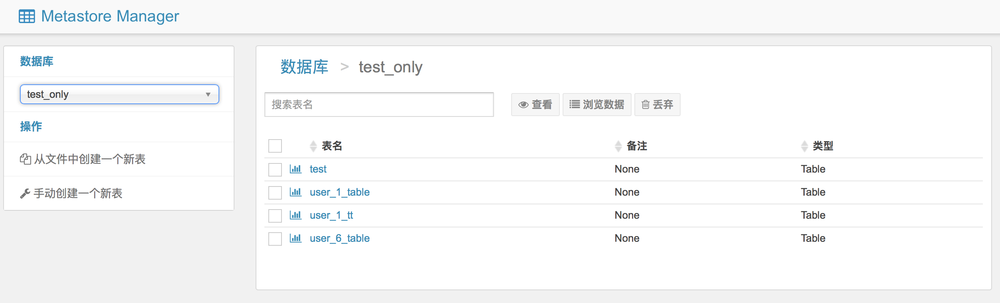 Metastore Manager
数据库
test_only
操作
从文件中创建一个新表
手动创建一个新表
数据库 > test_only
搜索表名 查看 浏览数据 丢弃
表名 备注 类型
test None Table
user_1_table None Table
user_1_tt None Table
user_6_table None Table